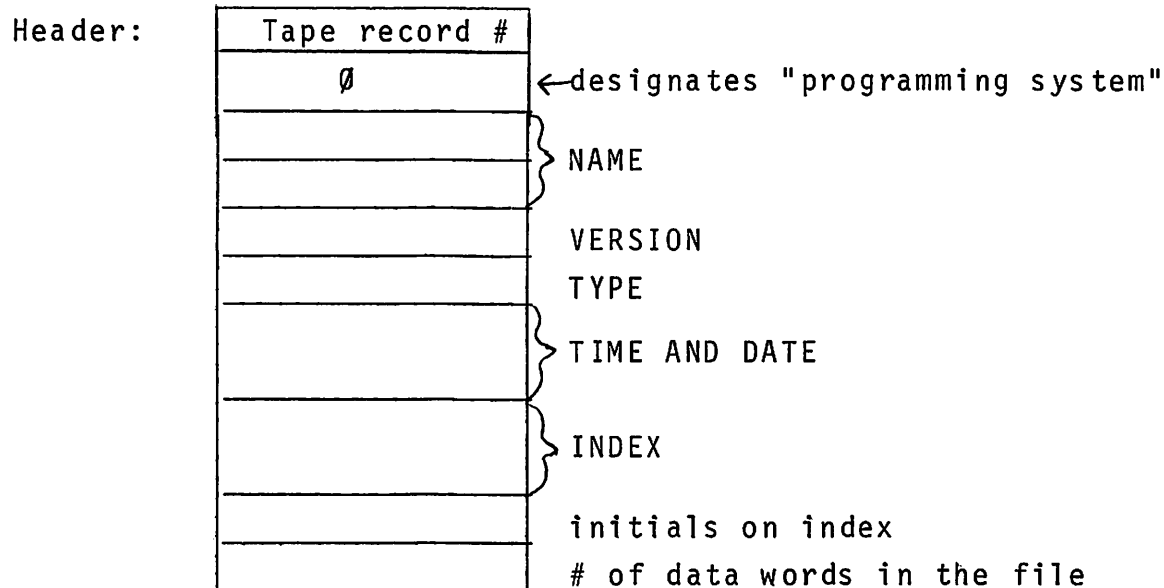 Header: Tape record #
Ø ←designates "programming system"
NAME
VERSION
TYPE
TIME AND DATE
INDEX
initials on index
# of data words in the file